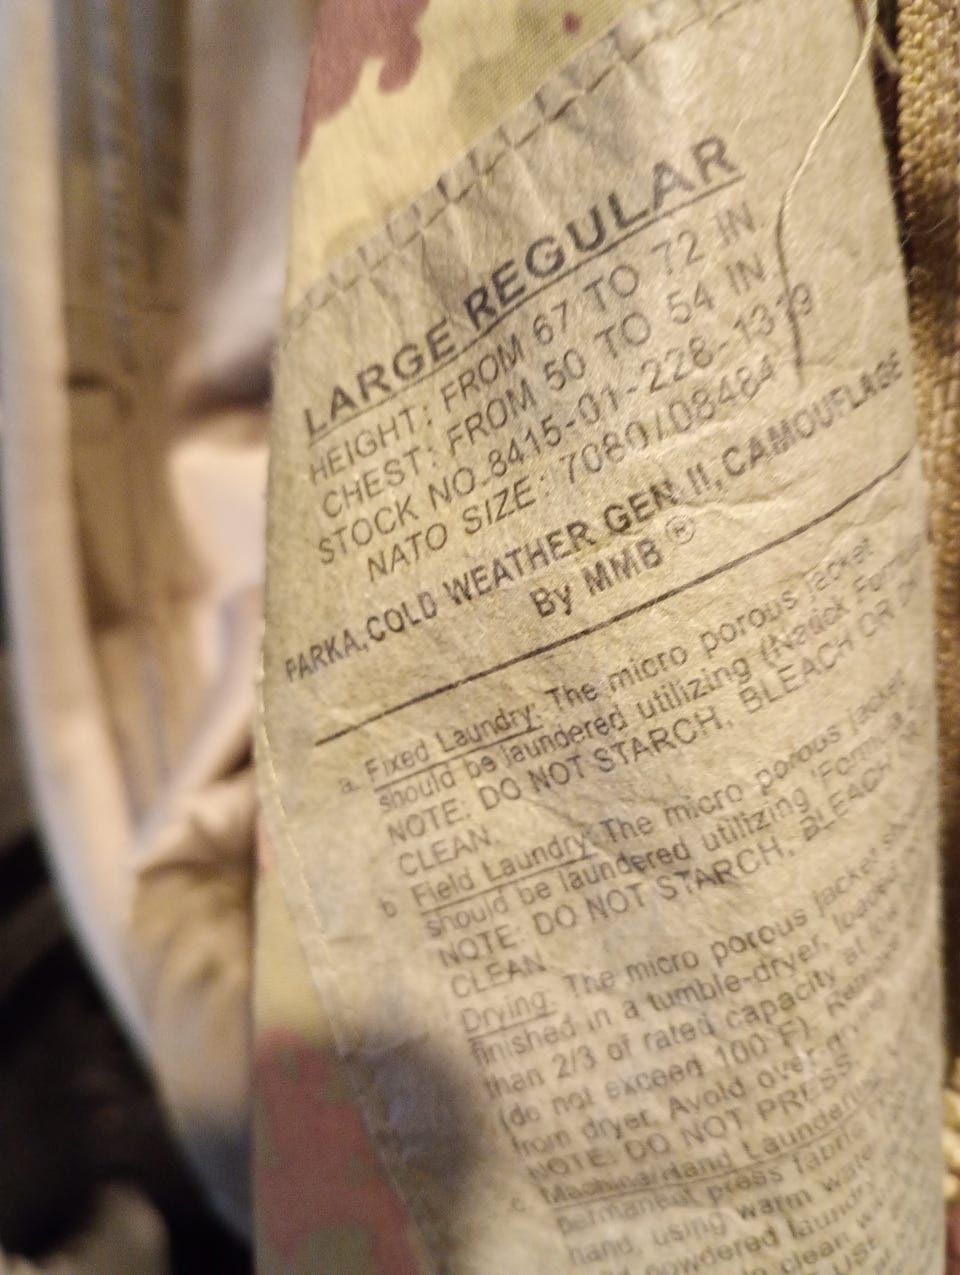 LARGE REGULAR
HEIGHT: FROM 67 TO 72 IN
CHEST: FROM 50 TO 54 IN
STOCK NO.8415-01-228-1319
NATO SIZE: 7080/08484
PARKA,COLD WEATHER GEN II,CAMOUFLAGE
By MMB®
a. Fixed Laundry: The micro porous jacket
should be laundered utilizing (Natick
NOTE: DO NOT STARCH, BLEACH OR
CLEAN.
b Field Laundry: The micro porous jacket
should be laundered utilizing
NOTE: DO NOT STARCH, BLEACH
CLEAN
Drying: The micro porous jacket
finished in a tumble-dryer,
than 2/3 of rated capacity at
(do not exceed 100°F).
from dryer. Avoid over
NOTE: DO NOT PRESS
c Machine/Hand
permanent press fabric
hand, using warm
powdered
clean